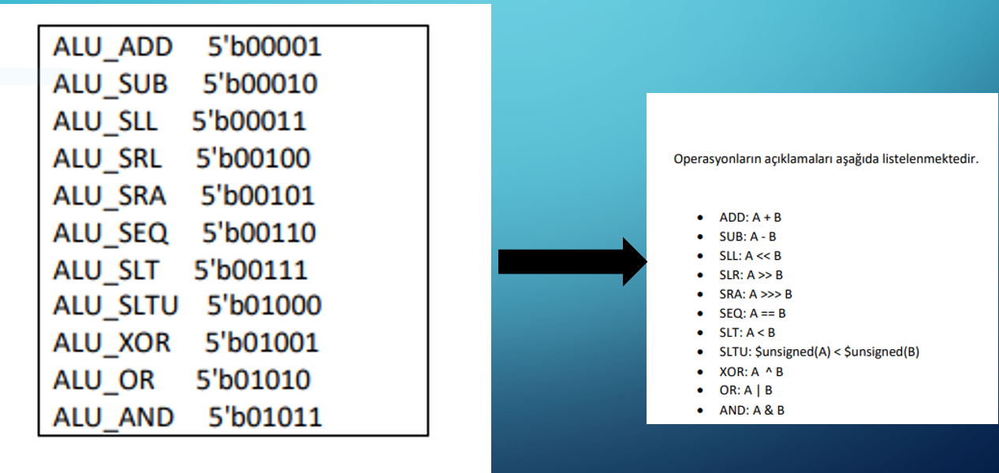 ALU_ADD 5'b00001
ALU_SUB 5'b00010
ALU_SLL 5'b00011
ALU_SRL 5'b00100
ALU_SRA 5'b00101
ALU_SEQ 5'b00110
ALU_SLT 5'b00111
ALU_SLTU 5'b01000
ALU_XOR 5'b01001
ALU_OR 5'b01010
ALU_AND 5'b01011
Operasyonların açıklamaları aşağıda listelenmektedir.
• ADD: A + B
• SUB: A - B
• SLL: A << B
• SLR: A >> B
• SRA: A >>> B
• SEQ: A == B
• SLT: A < B
• SLTU: $unsigned(A) < $unsigned(B)
• XOR: A ^ B
• OR: A | B
• AND: A & B